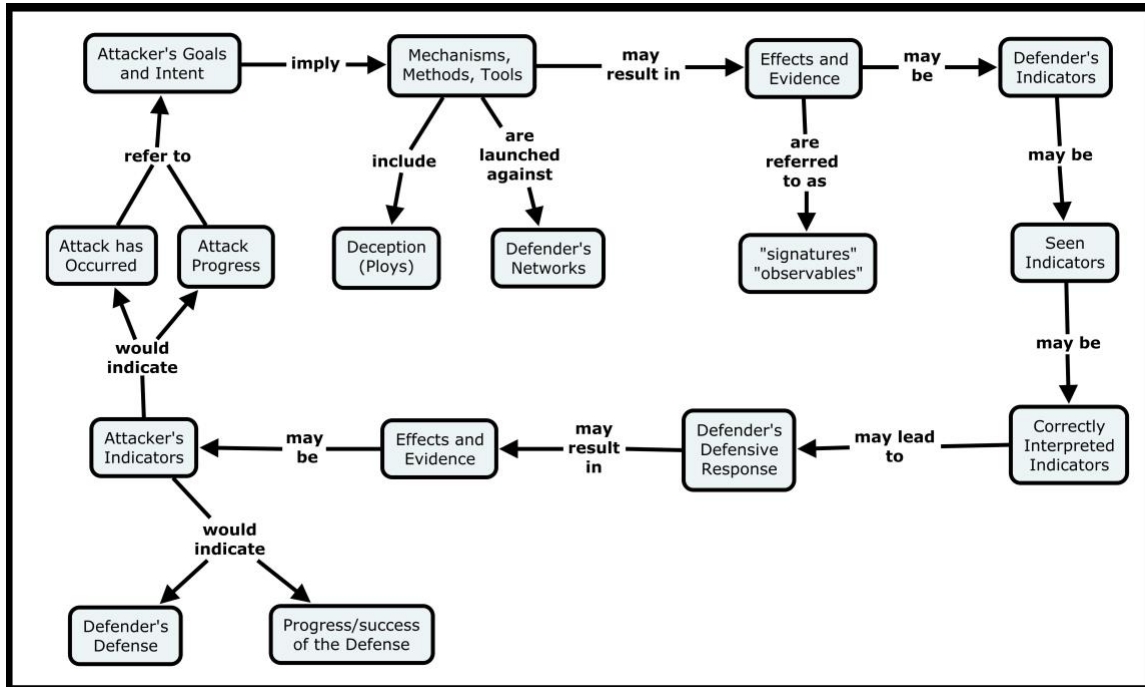 Attacker's Goals
and Intent
imply
Mechanisms,
Methods, Tools
may
result in
Effects and
Evidence
may
be
Defender's
Indicators
refer to
include
are
launched
against
are
referred
to as
may be
Attack has
Occurred
Attack
Progress
Deception
(Ploys)
Defender's
Networks
"signatures"
"observables"
Seen
Indicators
would
indicate
may be
Attacker's
Indicators
may
be
Effects and
Evidence
may
result
in
Defender's
Defensive
Response
may lead
to
Correctly
Interpreted
Indicators
would
indicate
Defender's
Defense
Progress/success
of the Defense